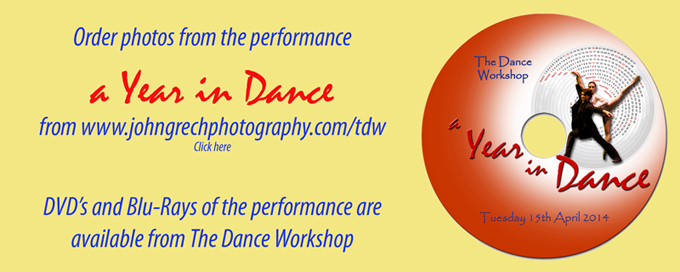 Order photos from the performance
a Year in Dance
from www.johngrechphotography.com/tdw
Click here
DVD's and Blu-Rays of the performance are
available from The Dance Workshop
The Dance
Workshop
a
Year
in
Dance
Tuesday 15th April 2014